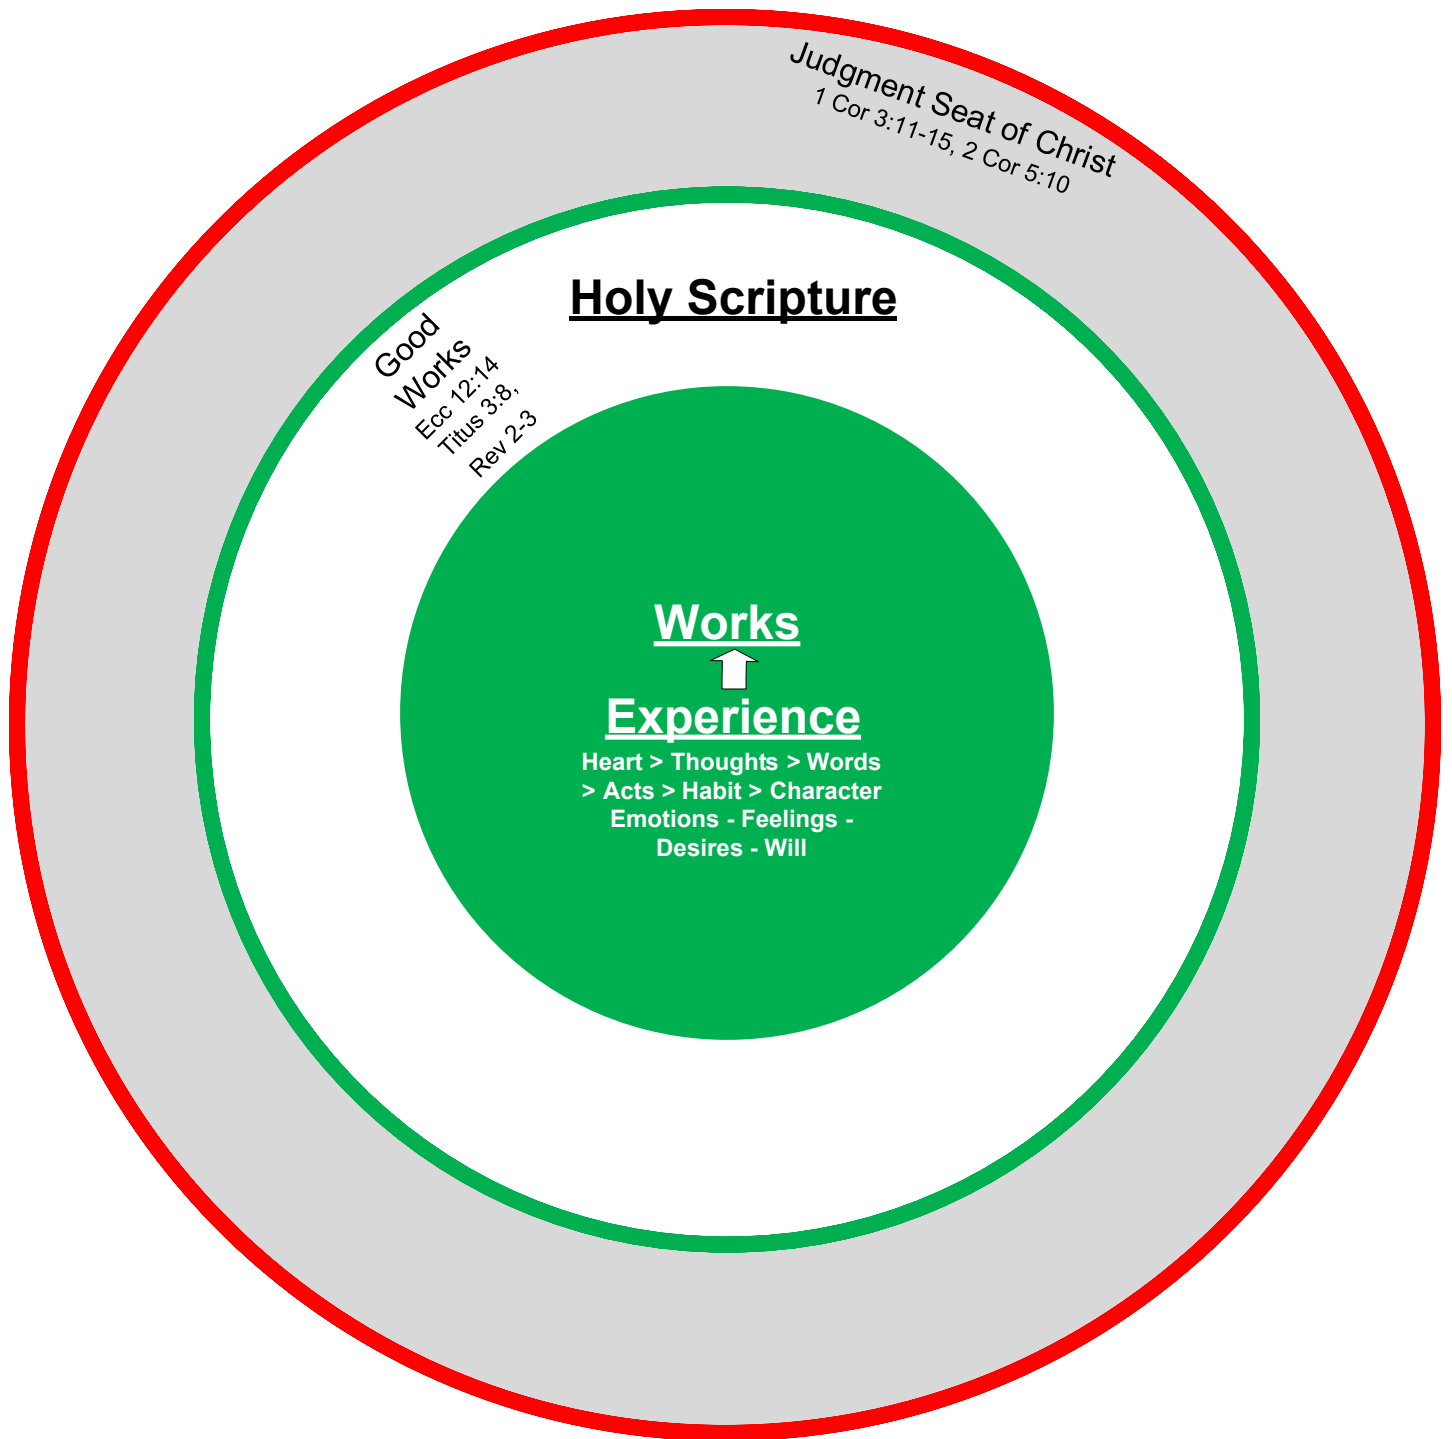 Judgment Seat of Christ
1 Cor 3:11-15, 2 Cor 5:10
Holy Scripture
Good
Works
Ecc 12:14
Titus 3:8,
Rev 2-3
Works
Experience
Heart > Thoughts > Words
> Acts > Habit > Character
Emotions - Feelings -
Desires - Will